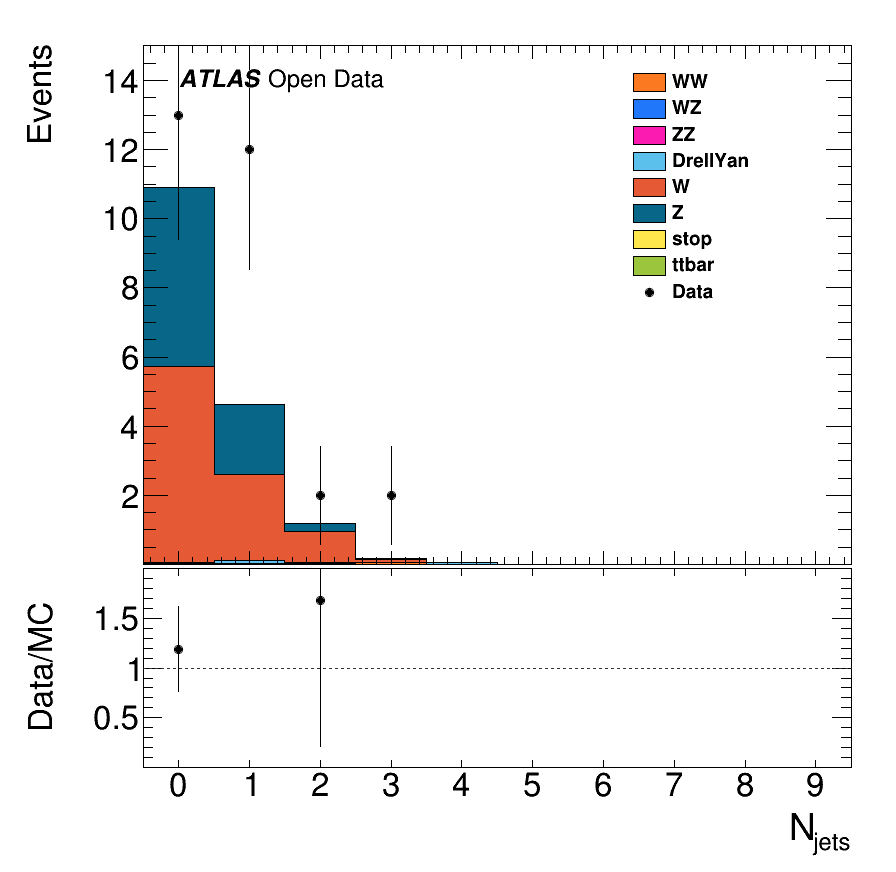 Events
14
12
10
8
6
4
2
ATLAS Open Data
WW
WZ
ZZ
DrellYan
W
Z
stop
ttbar
Data
Data/MC
1.5
1
0.5
0 1 2 3 4 5 6 7 8 9
Njets